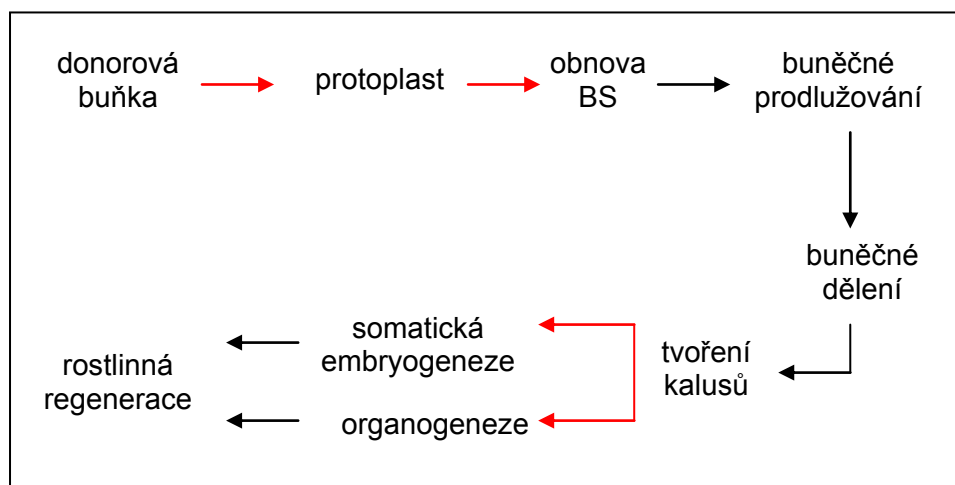 donorová
buňka
protoplast
obnova
BS
buněčné
prodlužování
buněčné
dělení
tvoření
kalusů
somatická
embryogeneze
organogeneze
rostlinná
regenerace